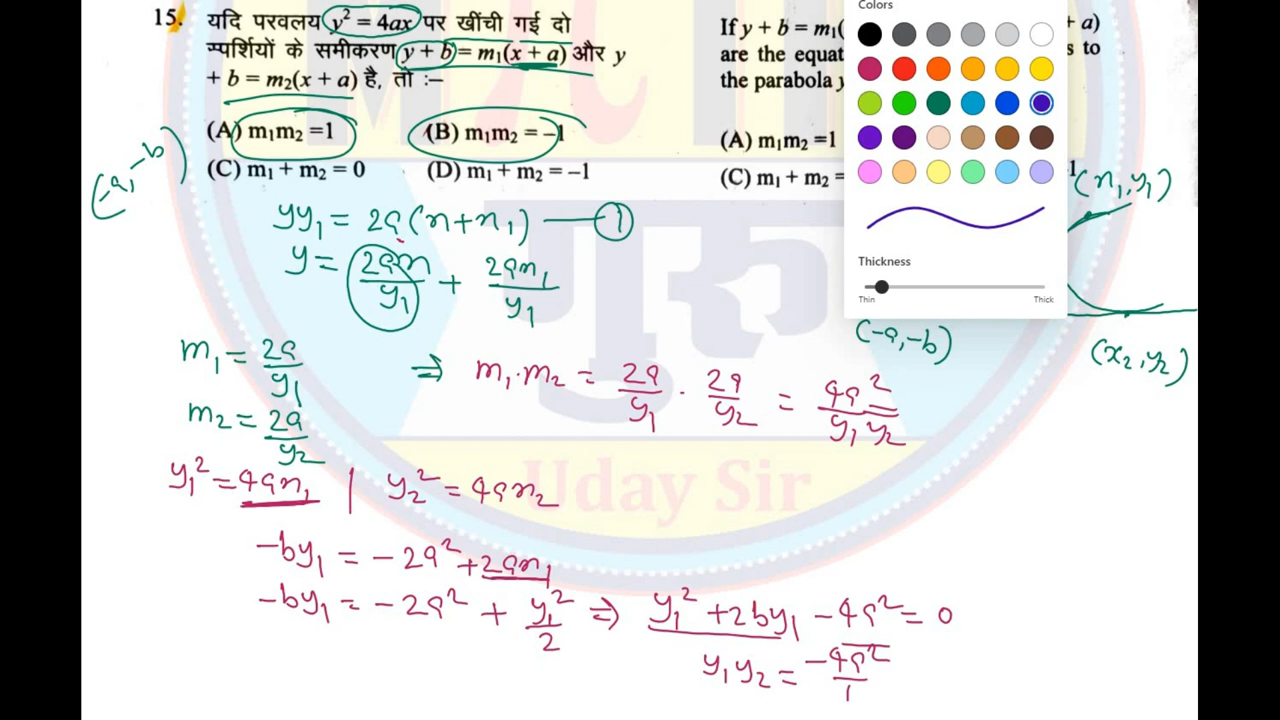 15. यदि परवलय y² = 4ax पर खींची गई दो
स्पर्शियों के समीकरण y + b = m₁(x + a) और y
+ b = m₂(x + a) है, तो :–
(A) m₁m₂ =1 (B) m₁m₂ = –1
(C) m₁ + m₂ = 0 (D) m₁ + m₂ = –1
If y + b = m₁( + a)
are the equat s to
the parabola y
(A) m₁m₂ =1
(C) m₁ + m₂ = 1
Colors
Thickness
Thin Thick
(-a, -b)
yy₁ = 2a(x+x₁) — ①
y = 2ax/y₁ + 2ax₁/y₁
(x₁, y₁)
(-a, -b)
(x₂, y₂)
m₁ = 2a/y₁ ⇒ m₁·m₂ = 2a/y₁ · 2a/y₂ = 4a²/y₁y₂
m₂ = 2a/y₂
y₁² = 4ax₁ | y₂² = 4ax₂
Uday Sir
-by₁ = -2a² + 2ax₁
-by₁ = -2a² + y₁²/2 ⇒ y₁² + 2by₁ - 4a² = 0
y₁y₂ = -4a²/1
गुरु